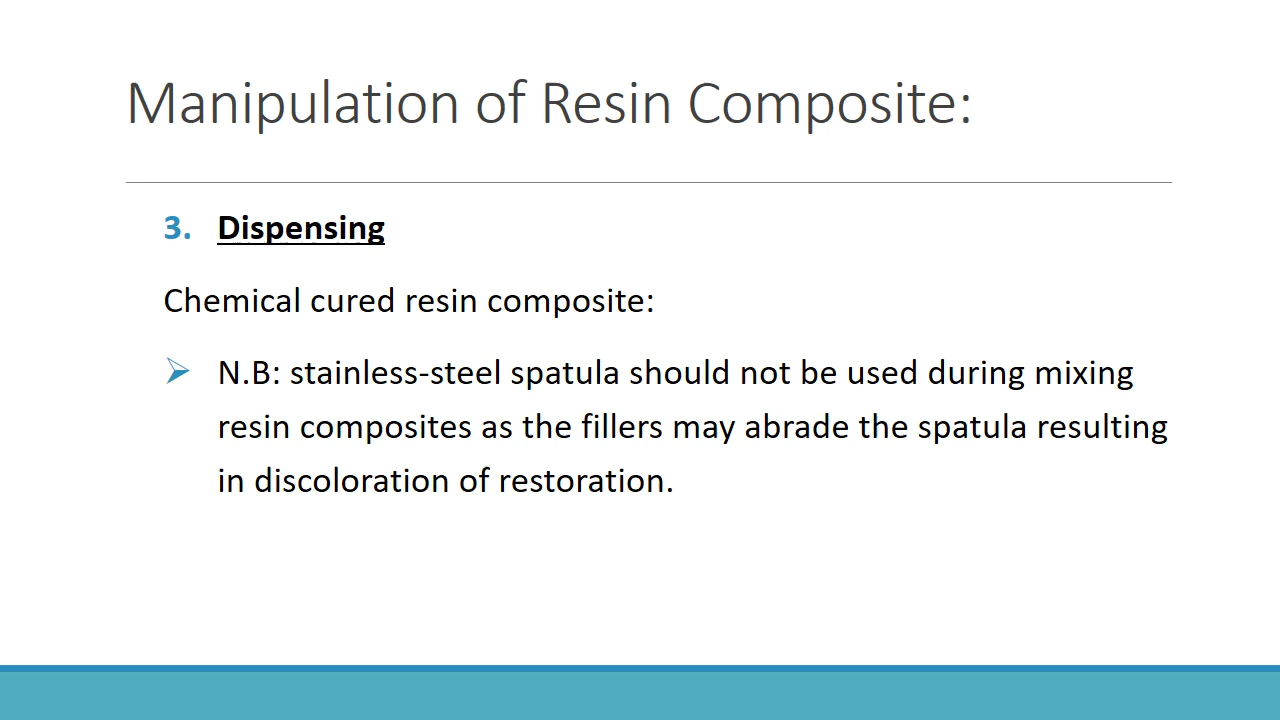 Manipulation of Resin Composite:
3. Dispensing
Chemical cured resin composite:
N.B: stainless-steel spatula should not be used during mixing
resin composites as the fillers may abrade the spatula resulting
in discoloration of restoration.